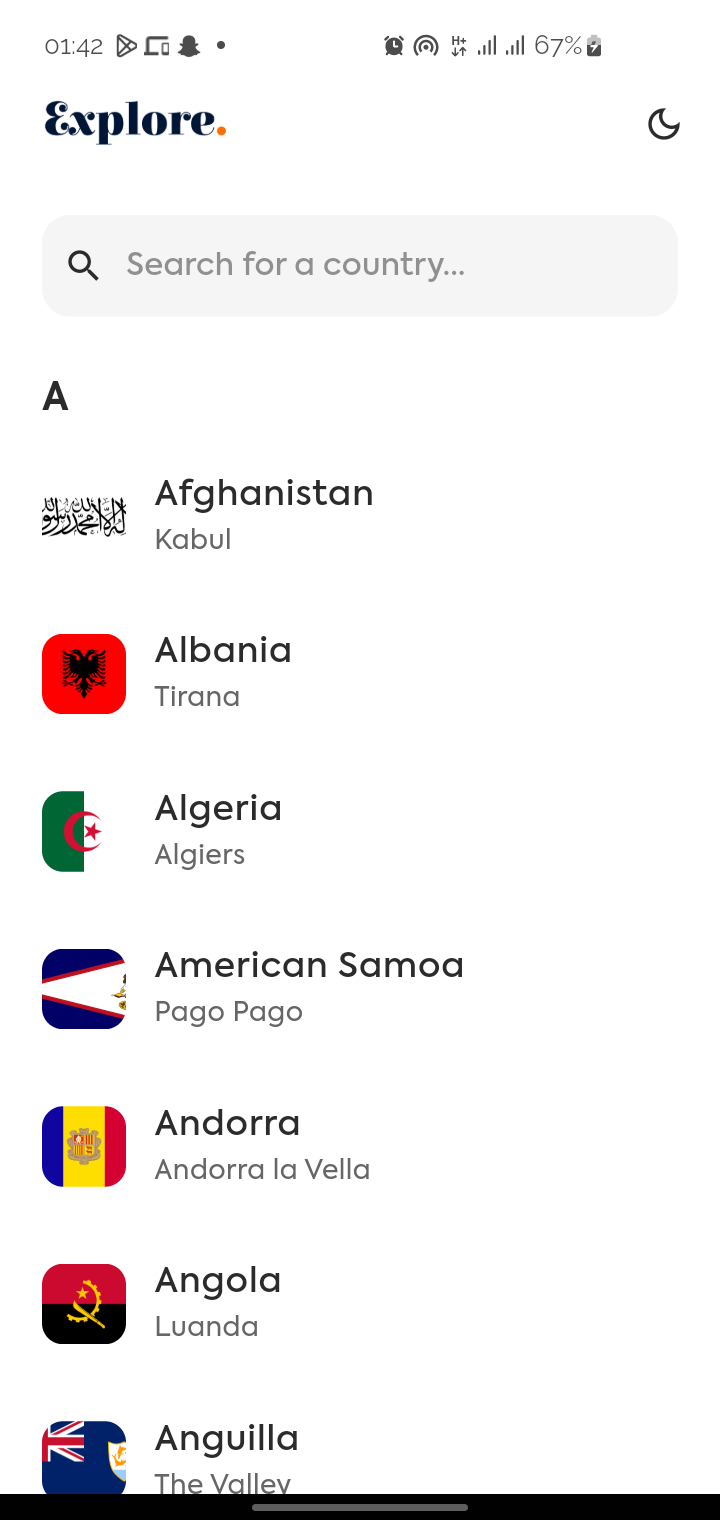 01:42
67%
Explore.
Search for a country...
A
Afghanistan
Kabul
Albania
Tirana
Algeria
Algiers
American Samoa
Pago Pago
Andorra
Andorra la Vella
Angola
Luanda
Anguilla
The Valley